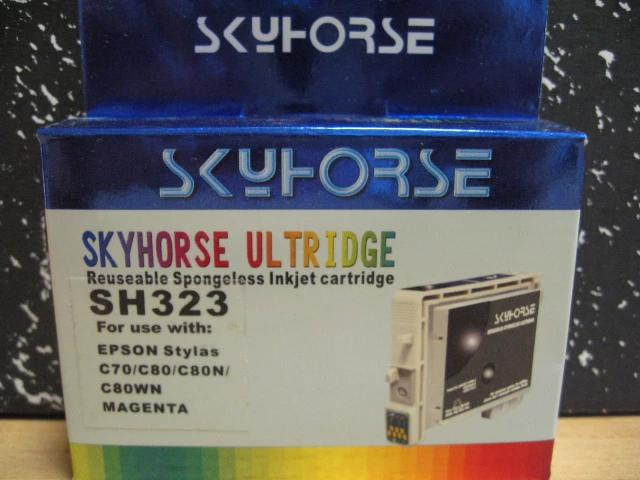 SKYHORSE
SKYHORSE
SKYHORSE ULTRIDGE
Reuseable Spongeless Inkjet cartridge
SH323
For use with:
EPSON Stylas
C70/C80/C80N/
C80WN
MAGENTA
SKYHORSE